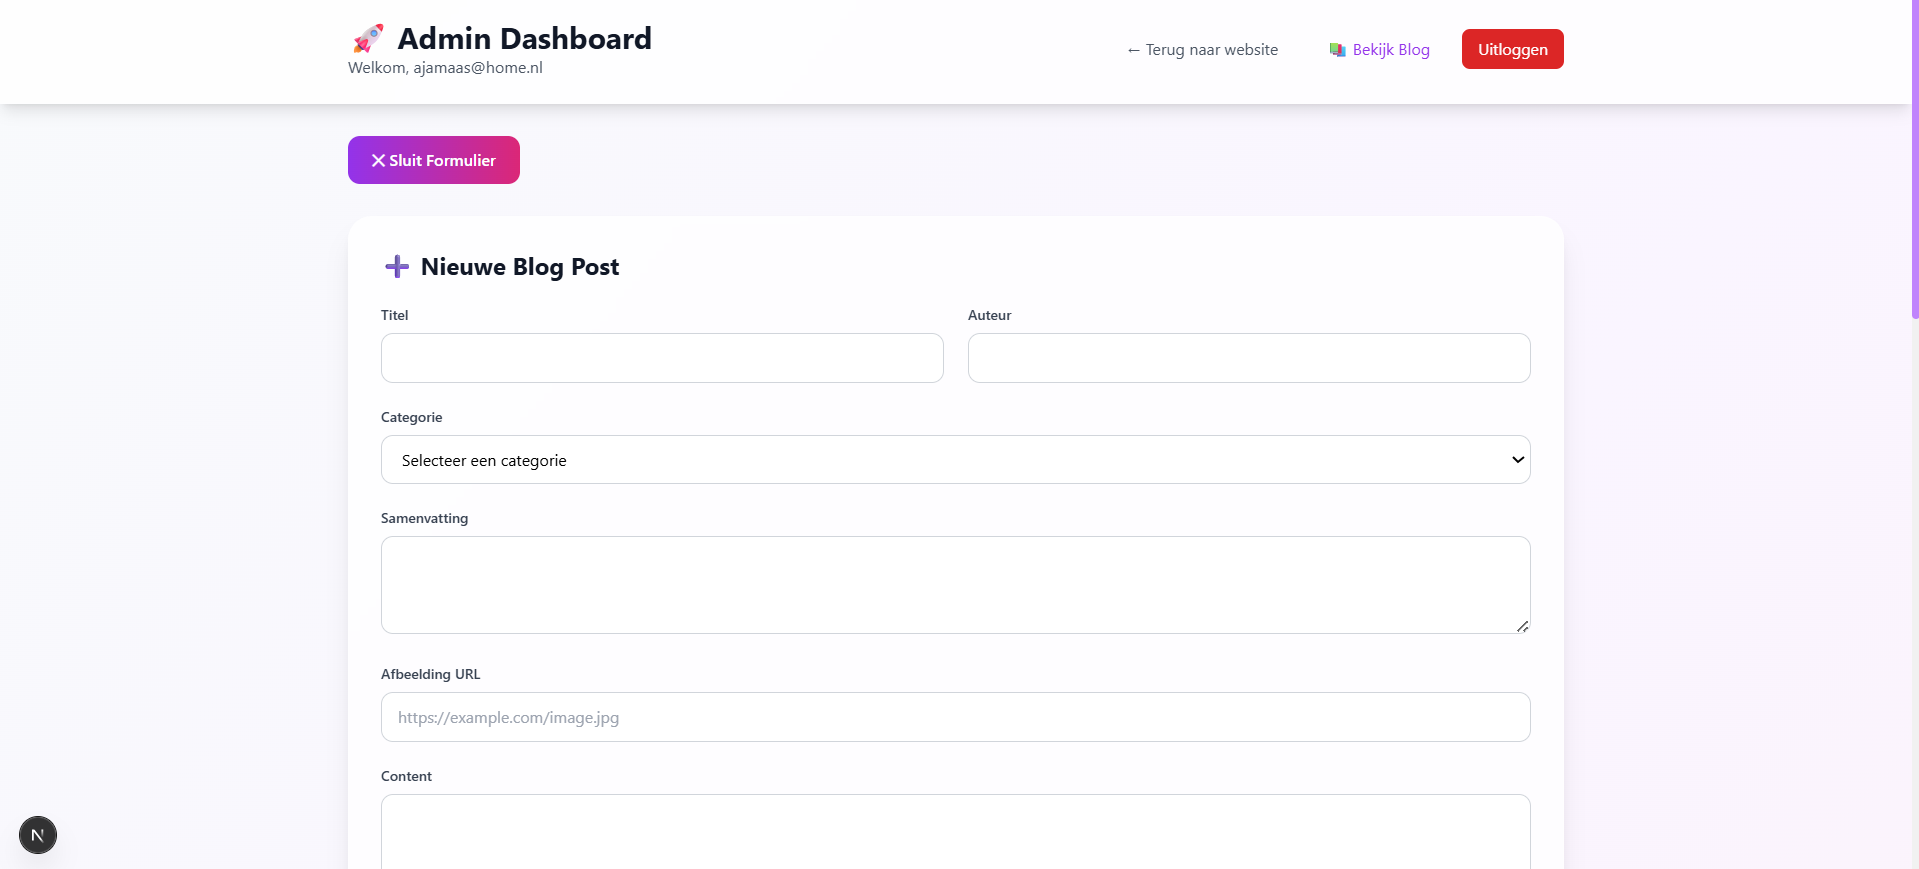 🚀 Admin Dashboard
Welkom, ajamaas@home.nl
← Terug naar website
📚 Bekijk Blog
Uitloggen
✕ Sluit Formulier
➕ Nieuwe Blog Post
Titel
Auteur
Categorie
Selecteer een categorie
Samenvatting
Afbeelding URL
https://example.com/image.jpg
Content
N